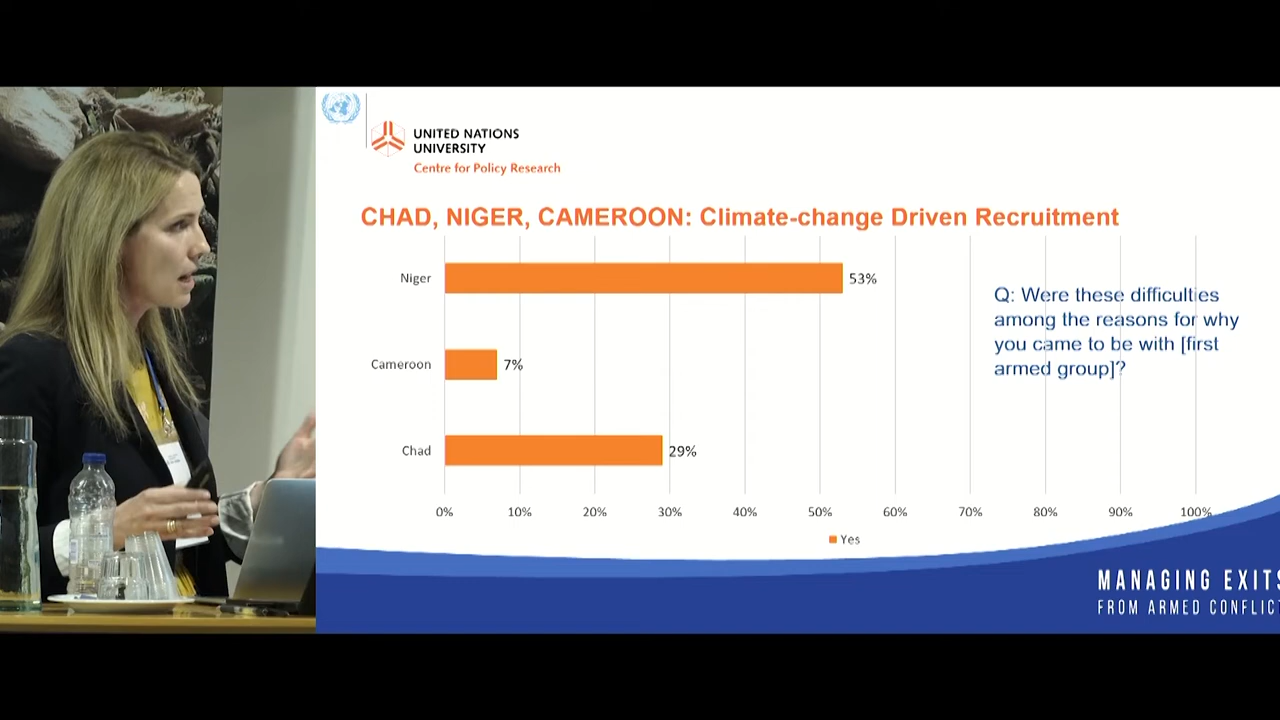 UNITED NATIONS
UNIVERSITY
Centre for Policy Research
CHAD, NIGER, CAMEROON: Climate-change Driven Recruitment
Niger
53%
Q: Were these difficulties
among the reasons for why
you came to be with [first
armed group]?
Cameroon
7%
Chad
29%
0% 10% 20% 30% 40% 50% 60% 70% 80% 90% 100%
Yes
MANAGING EXITS
FROM ARMED CONFLICT